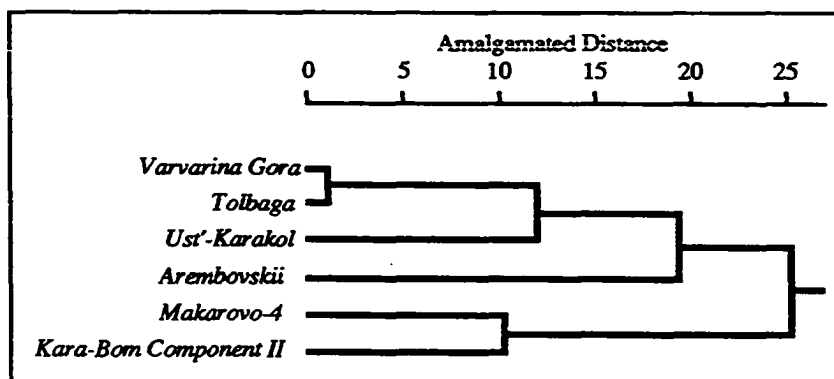 Amalgamated Distance
0 5 10 15 20 25
Varvarina Gora
Tolbaga
Ust'-Karakol
Arembovskii
Makarovo-4
Kara-Bom Component II